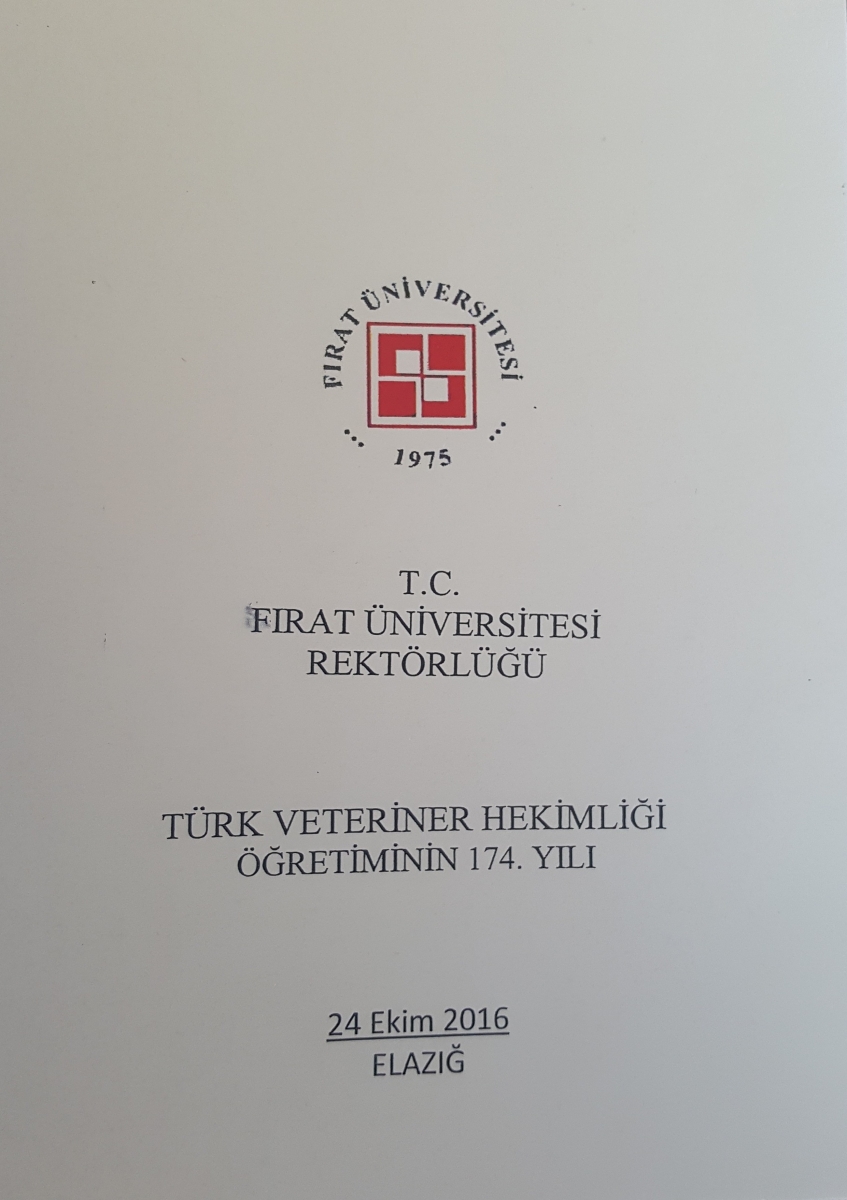 FIRAT ÜNİVERSİTESİ
1975
T.C.
FIRAT ÜNİVERSİTESİ
REKTÖRLÜĞÜ
TÜRK VETERİNER HEKİMLİĞİ
ÖĞRETİMİNİN 174. YILI
24 Ekim 2016
ELAZIĞ